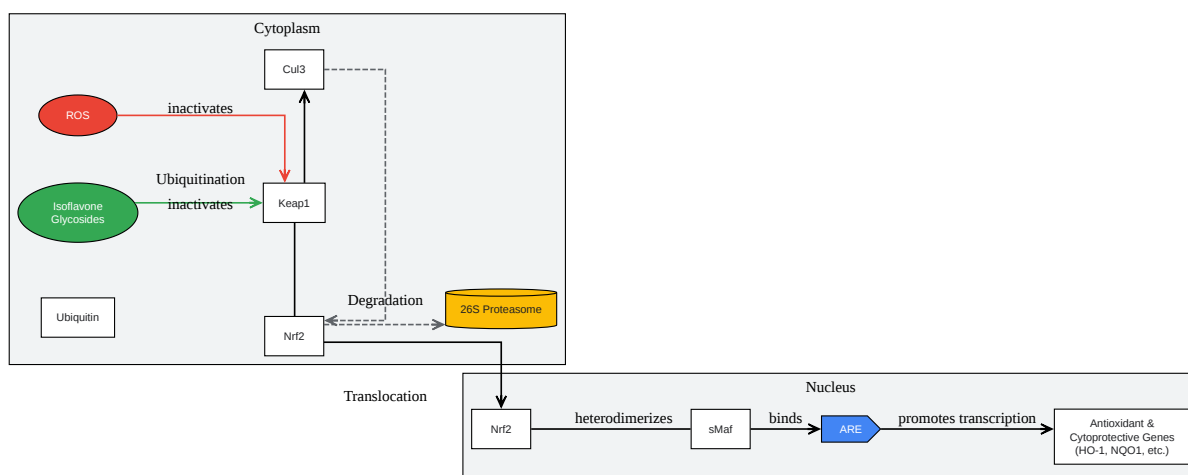 Cytoplasm
Cul3
ROS
inactivates
Ubiquitination
Isoflavone
Glycosides
inactivates
Keap1
Degradation
26S Proteasome
Ubiquitin
Nrf2
Translocation
Nucleus
Nrf2
heterodimerizes
sMaf
binds
ARE
promotes transcription
Antioxidant &
Cytoprotective Genes
(HO-1, NQO1, etc.)